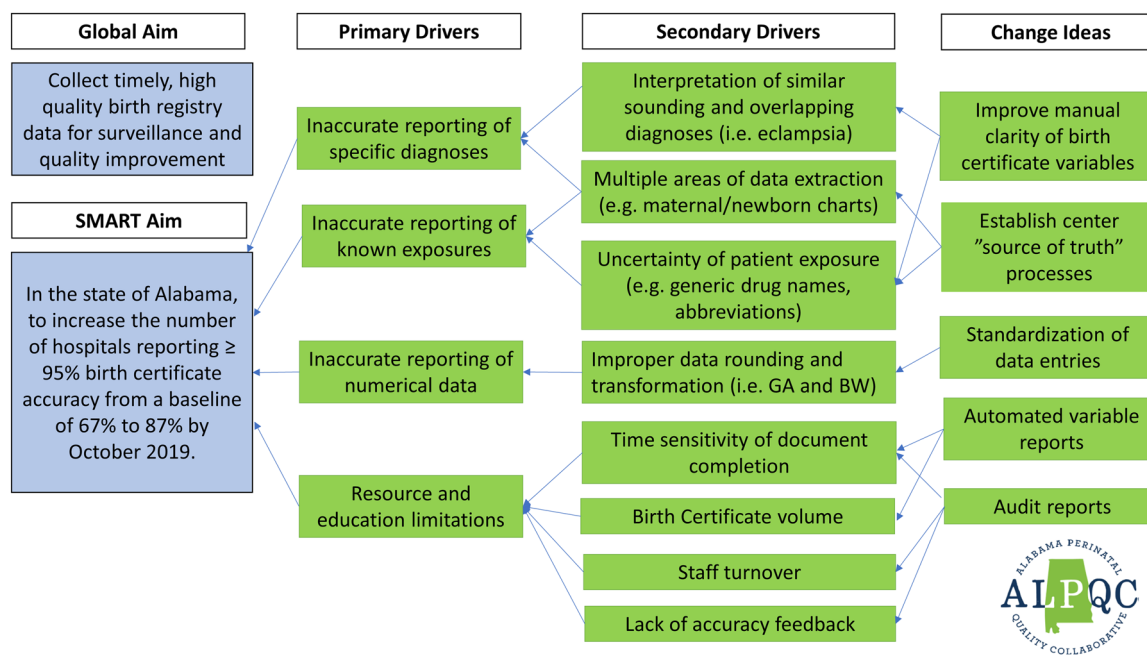 Global Aim
Collect timely, high
quality birth registry
data for surveillance and
quality improvement
SMART Aim
In the state of Alabama,
to increase the number
of hospitals reporting ≥
95% birth certificate
accuracy from a baseline
of 67% to 87% by
October 2019.
Primary Drivers
Inaccurate reporting of
specific diagnoses
Inaccurate reporting of
known exposures
Inaccurate reporting of
numerical data
Resource and
education limitations
Secondary Drivers
Interpretation of similar
sounding and overlapping
diagnoses (i.e. eclampsia)
Multiple areas of data extraction
(e.g. maternal/newborn charts)
Uncertainty of patient exposure
(e.g. generic drug names,
abbreviations)
Improper data rounding and
transformation (i.e. GA and BW)
Time sensitivity of document
completion
Birth Certificate volume
Staff turnover
Lack of accuracy feedback
Change Ideas
Improve manual
clarity of birth
certificate variables
Establish center
”source of truth”
processes
Standardization of
data entries
Automated variable
reports
Audit reports
ALABAMA PERINATAL
ALPQC
QUALITY COLLABORATIVE